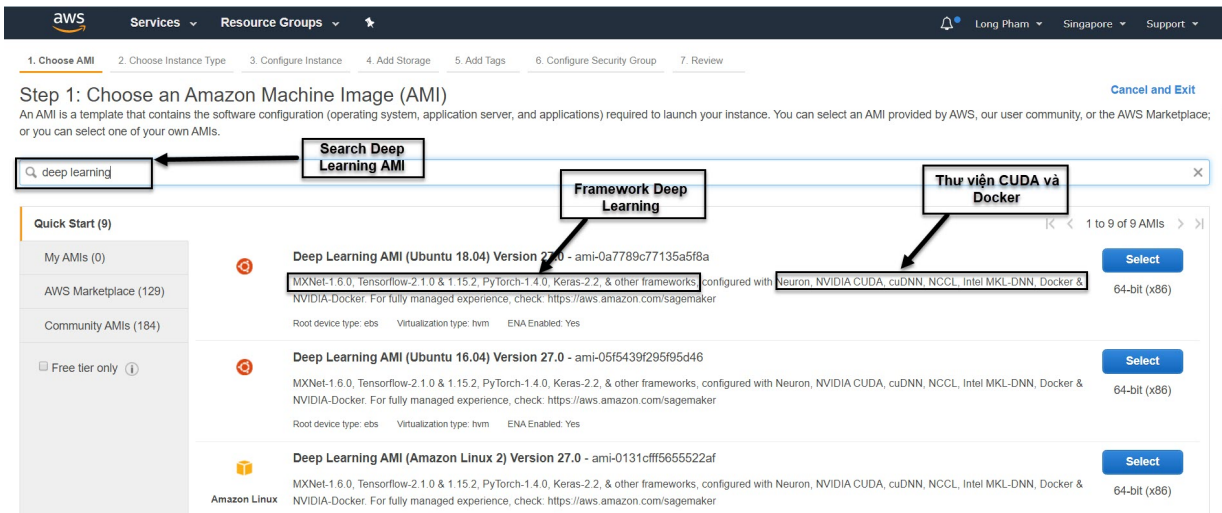 aws
Services
Resource Groups
Long Pham
Singapore
Support
1. Choose AMI
2. Choose Instance Type
3. Configure Instance
4. Add Storage
5. Add Tags
6. Configure Security Group
7. Review
Step 1: Choose an Amazon Machine Image (AMI)
Cancel and Exit
An AMI is a template that contains the software configuration (operating system, application server, and applications) required to launch your instance. You can select an AMI provided by AWS, our user community, or the AWS Marketplace;
or you can select one of your own AMIs.
Search Deep
Learning AMI
deep learning
Framework Deep
Learning
Thư viện CUDA và
Docker
Quick Start (9)
1 to 9 of 9 AMIs
My AMIs (0)
AWS Marketplace (129)
Community AMIs (184)
Free tier only
Deep Learning AMI (Ubuntu 18.04) Version 27.0 - ami-0a7789c77135a5f8a
MXNet-1.6.0, Tensorflow-2.1.0 & 1.15.2, PyTorch-1.4.0, Keras-2.2, & other frameworks, configured with Neuron, NVIDIA CUDA, cuDNN, NCCL, Intel MKL-DNN, Docker &
NVIDIA-Docker. For fully managed experience, check: https://aws.amazon.com/sagemaker
Root device type: ebs Virtualization type: hvm ENA Enabled: Yes
Select
64-bit (x86)
Deep Learning AMI (Ubuntu 16.04) Version 27.0 - ami-05f5439f295f95d46
MXNet-1.6.0, Tensorflow-2.1.0 & 1.15.2, PyTorch-1.4.0, Keras-2.2, & other frameworks, configured with Neuron, NVIDIA CUDA, cuDNN, NCCL, Intel MKL-DNN, Docker &
NVIDIA-Docker. For fully managed experience, check: https://aws.amazon.com/sagemaker
Root device type: ebs Virtualization type: hvm ENA Enabled: Yes
Select
64-bit (x86)
Amazon Linux
Deep Learning AMI (Amazon Linux 2) Version 27.0 - ami-0131cfff5655522af
MXNet-1.6.0, Tensorflow-2.1.0 & 1.15.2, PyTorch-1.4.0, Keras-2.2, & other frameworks, configured with Neuron, NVIDIA CUDA, cuDNN, NCCL, Intel MKL-DNN, Docker &
NVIDIA-Docker. For fully managed experience, check: https://aws.amazon.com/sagemaker
Select
64-bit (x86)